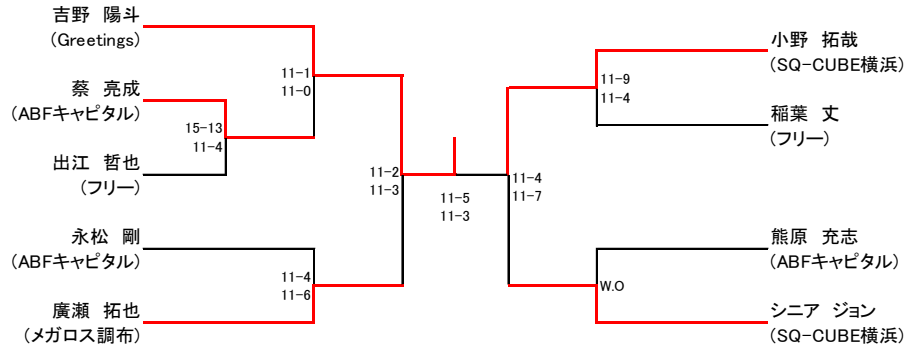 吉野 陽斗
(Greetings)
蔡 亮成
(ABFキャピタル)
出江 哲也
(フリー)
永松 剛
(ABFキャピタル)
廣瀬 拓也
(メガロス調布)
11-1
11-0
15-13
11-4
11-4
11-6
11-2
11-3
11-5
11-3
11-4
11-7
11-9
11-4
W.O
小野 拓哉
(SQ-CUBE横浜)
稲葉 丈
(フリー)
熊原 充志
(ABFキャピタル)
シニア ジョン
(SQ-CUBE横浜)